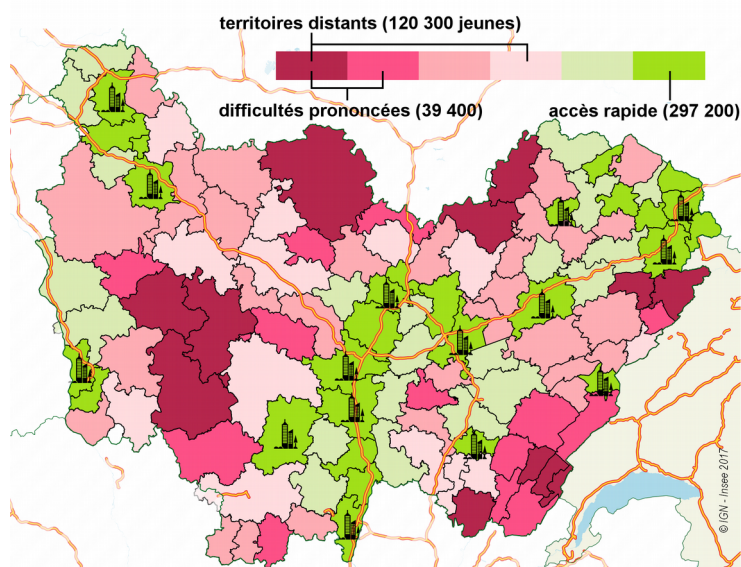 territoires distants (120 300 jeunes)
difficultés prononcées (39 400)
accès rapide (297 200)
© IGN - Insee 2017